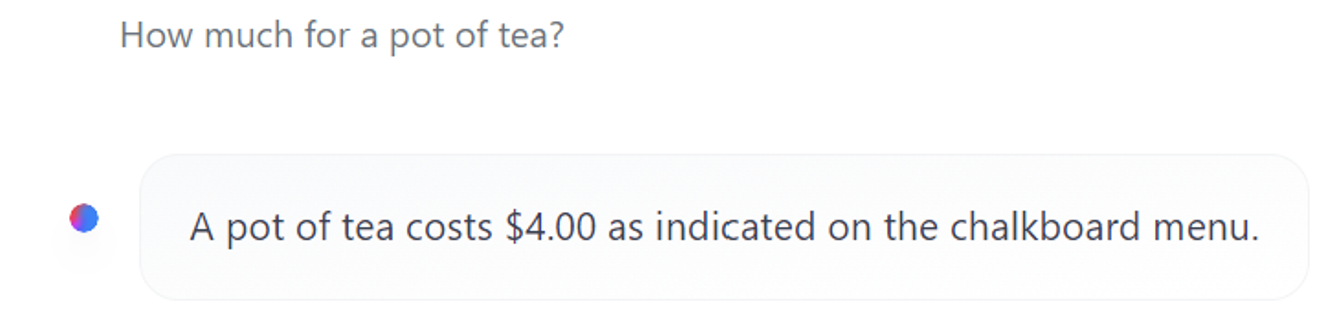 How much for a pot of tea?
A pot of tea costs $4.00 as indicated on the chalkboard menu.